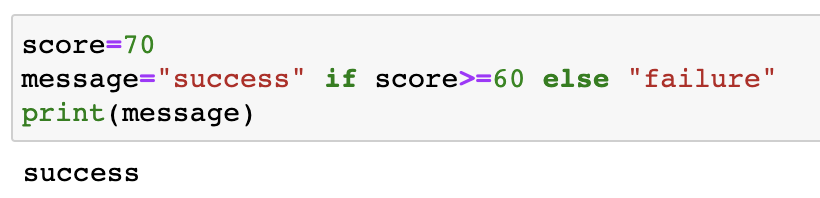 score=70
message="success" if score>=60 else "failure"
print(message)
success